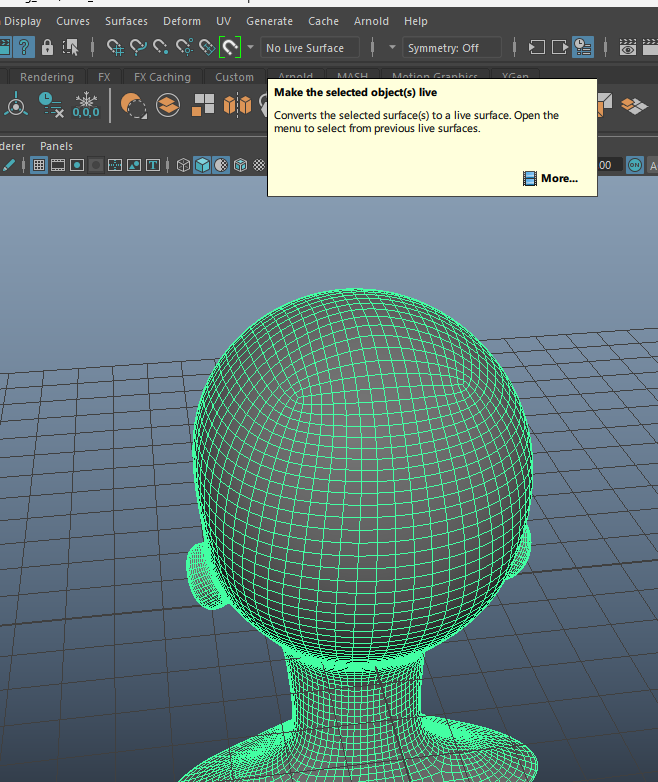 Display Curves Surfaces Deform UV Generate Cache Arnold Help
No Live Surface Symmetry: Off
Rendering FX FX Caching Custom Arnold MASH Motion Graphics XGen
Make the selected object(s) live
Converts the selected surface(s) to a live surface. Open the
menu to select from previous live surfaces.
0,0,0
More...
derer Panels
00 ON A